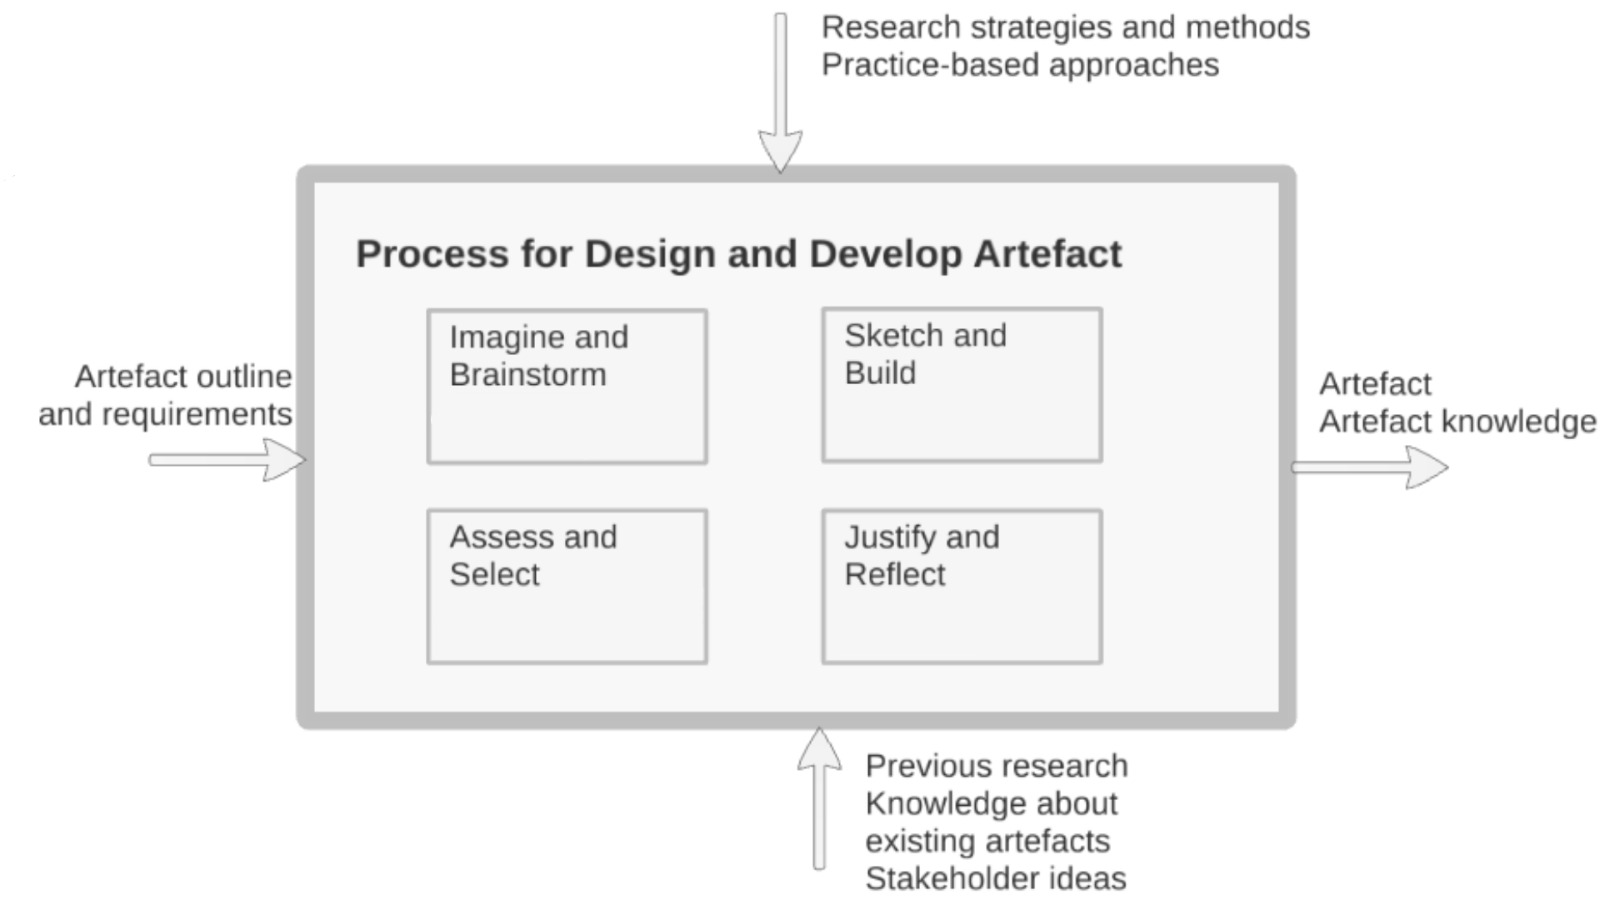 Research strategies and methods
Practice-based approaches
Process for Design and Develop Artefact
Imagine and
Brainstorm
Sketch and
Build
Artefact outline
and requirements
Artefact
Artefact knowledge
Assess and
Select
Justify and
Reflect
Previous research
Knowledge about
existing artefacts
Stakeholder ideas